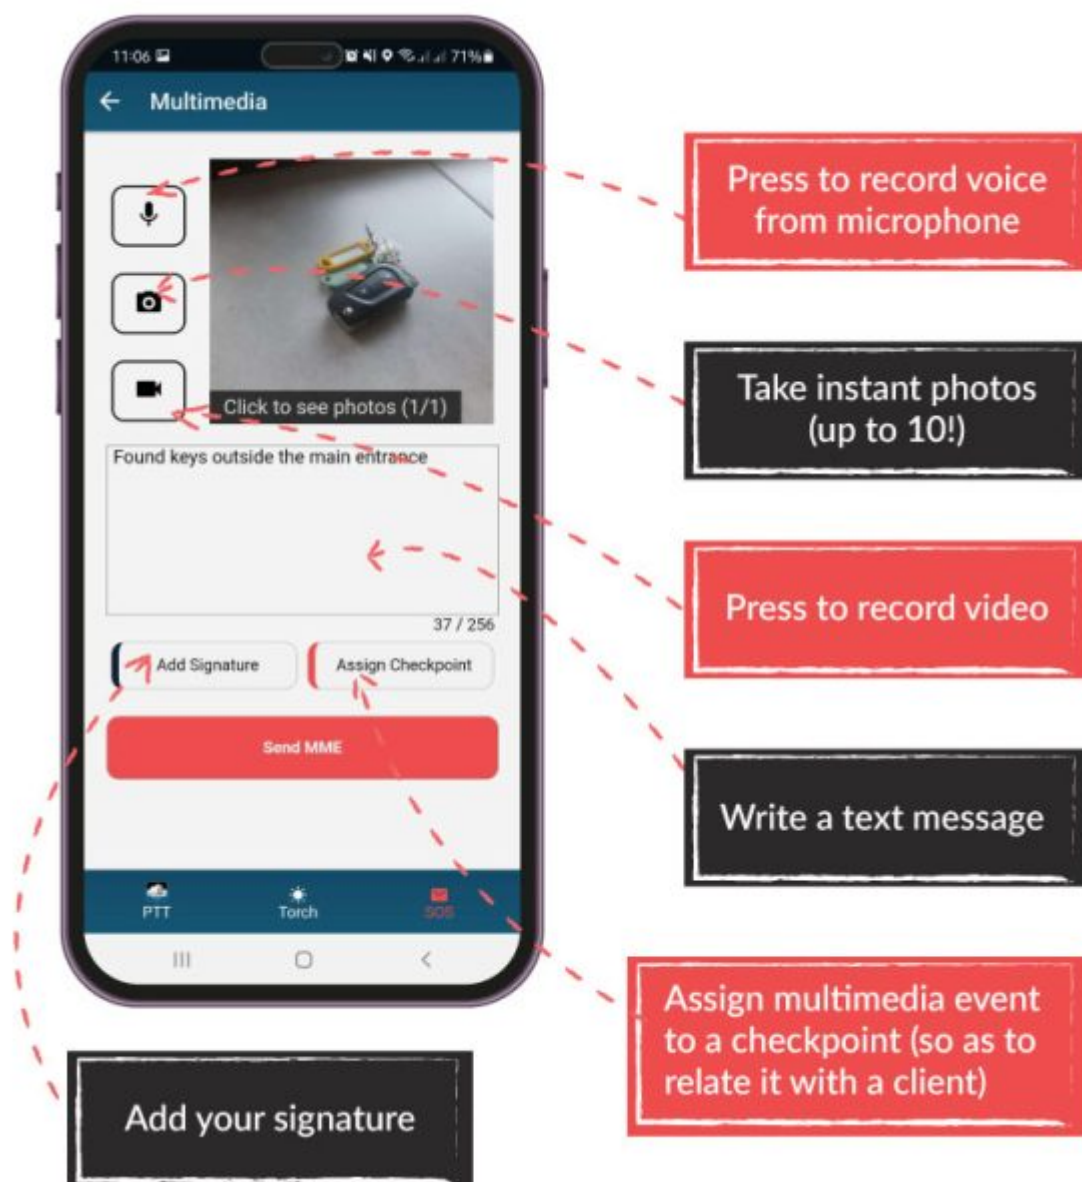 11:06
71%
Multimedia
Click to see photos (1/1)
Found keys outside the main entrance
37 / 256
Add Signature
Assign Checkpoint
Send MME
PTT
Torch
SOS
Press to record voice
from microphone
Take instant photos
(up to 10!)
Press to record video
Write a text message
Assign multimedia event
to a checkpoint (so as to
relate it with a client)
Add your signature